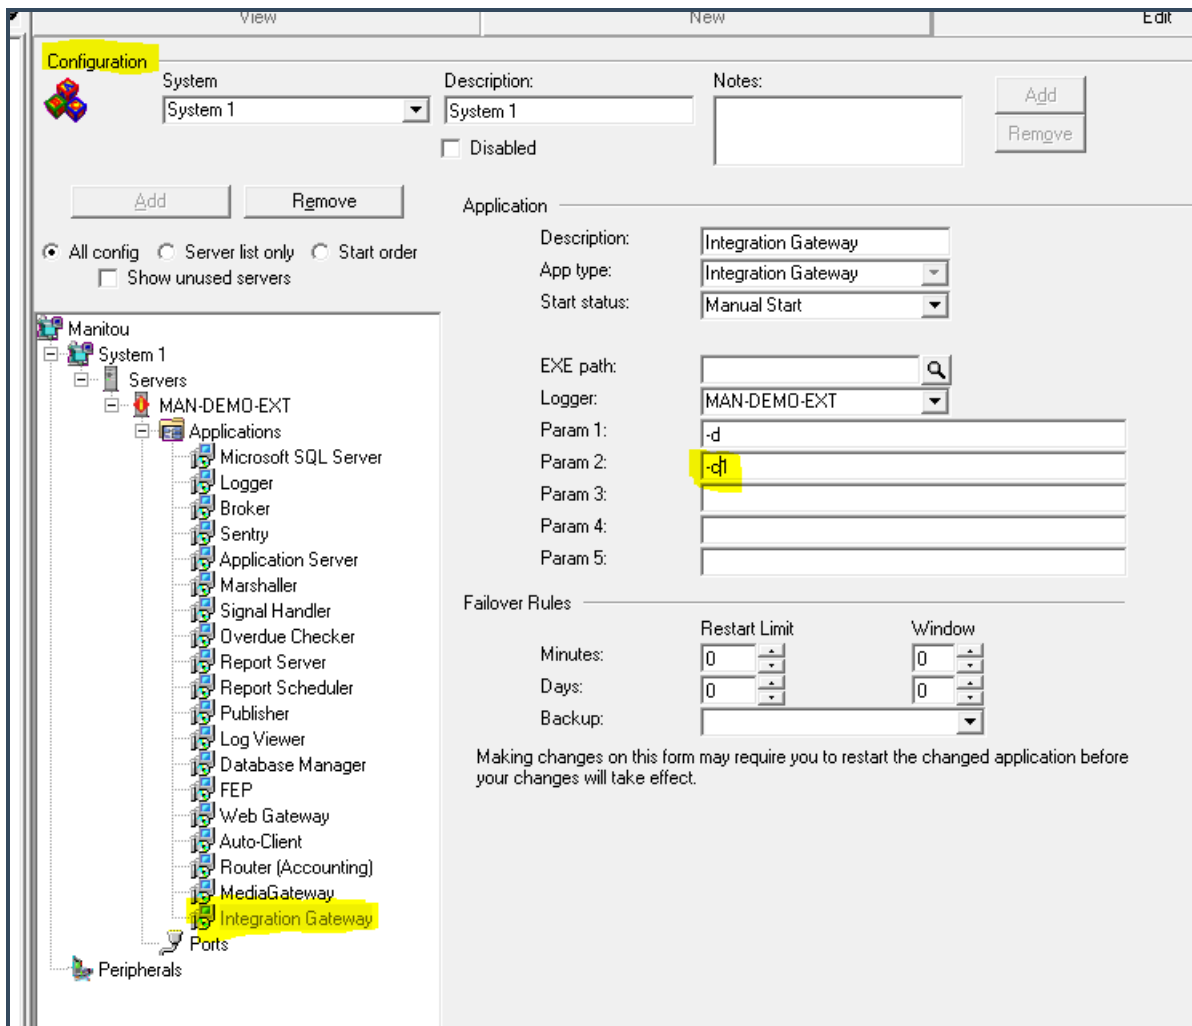 View New Edit
Configuration
System Description: Notes:
System 1 System 1 Add
Disabled Remove
Add Remove
Application
Description: Integration Gateway
All config Server list only Start order
App type: Integration Gateway
Show unused servers
Start status: Manual Start
Manitou
System 1
EXE path:
Servers
Logger: MAN-DEMO-EXT
MAN-DEMO-EXT
Param 1: -d
Applications
Param 2: -c1
Microsoft SQL Server
Logger
Param 3:
Broker
Param 4:
Sentry
Param 5:
Application Server
Marshaller
Failover Rules
Signal Handler
Restart Limit Window
Overdue Checker
Minutes: 0 0
Report Server
Report Scheduler
Days: 0 0
Publisher
Backup:
Log Viewer
Making changes on this form may require you to restart the changed application before
Database Manager
your changes will take effect.
FEP
Web Gateway
Auto-Client
Router (Accounting)
MediaGateway
Integration Gateway
Ports
Peripherals